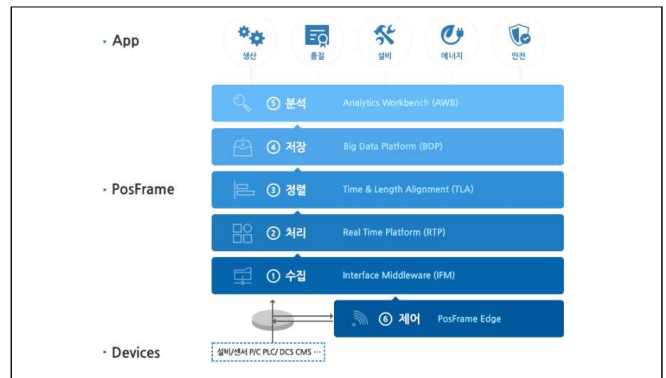 · App
생산 품질 설비 에너지 안전
⑤ 분석 Analytics Workbench (AWB)
④ 저장 Big Data Platform (BDP)
· PosFrame
③ 정렬 Time & Length Alignment (TLA)
② 처리 Real Time Platform (RTP)
① 수집 Interface Middleware (IFM)
⑥ 제어 PosFrame Edge
· Devices
설비/센서 P/C PLC/ DCS CMS ⋯